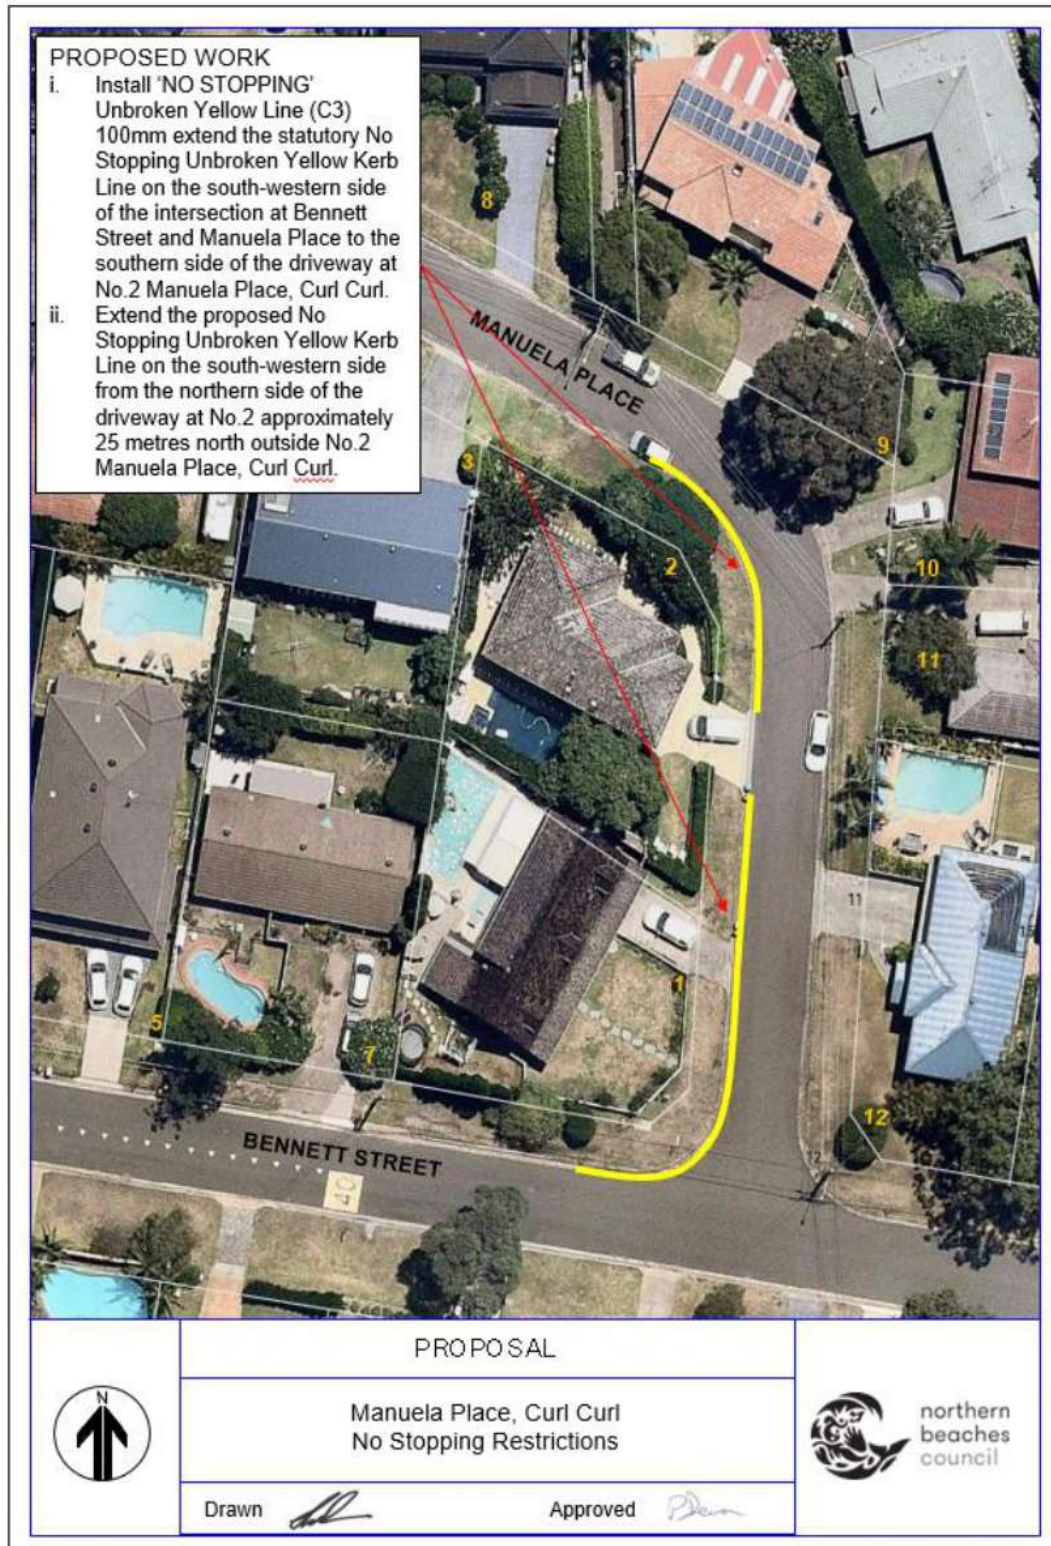 PROPOSED WORK
i. Install 'NO STOPPING'
Unbroken Yellow Line (C3)
100mm extend the statutory No
Stopping Unbroken Yellow Kerb
Line on the south-western side
of the intersection at Bennett
Street and Manuela Place to the
southern side of the driveway at
No.2 Manuela Place, Curl Curl.
ii. Extend the proposed No
Stopping Unbroken Yellow Kerb
Line on the south-western side
from the northern side of the
driveway at No.2 approximately
25 metres north outside No.2
Manuela Place, Curl Curl.
8
MANUELA PLACE
9
3
2
10
11
11
1
5
7
12
12
BENNETT STREET
40
PROPOSAL
N
Manuela Place, Curl Curl
No Stopping Restrictions
northern
beaches
council
Drawn
Approved